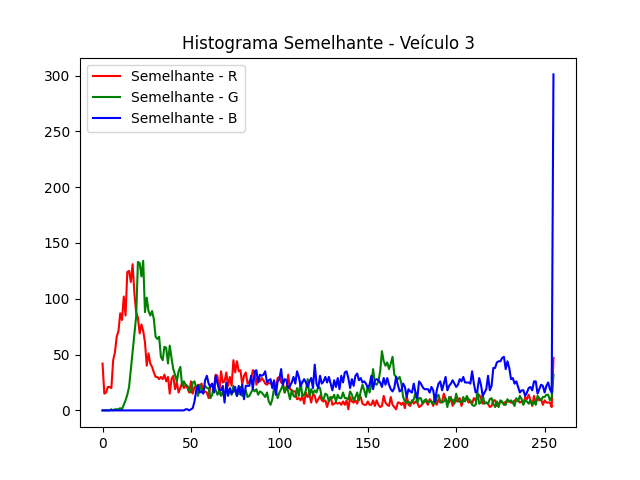 Histograma Semelhante - Veículo 3
Semelhante - R
Semelhante - G
Semelhante - B
300
250
200
150
100
50
0
0 50 100 150 200 250